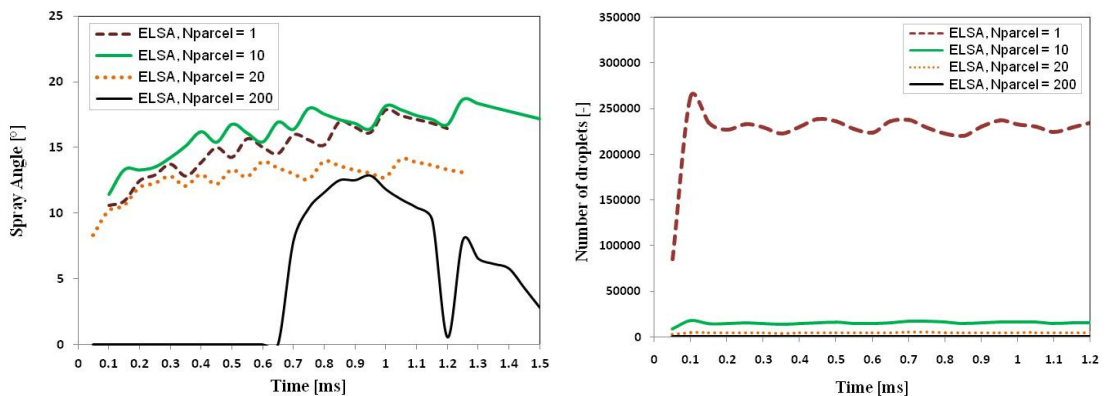 25
20
15
10
5
0
Spray Angle [°]
ELSA, Nparcel = 1
ELSA, Nparcel = 10
ELSA, Nparcel = 20
ELSA, Nparcel = 200
0 0.1 0.2 0.3 0.4 0.5 0.6 0.7 0.8 0.9 1.0 1.1 1.2 1.3 1.4 1.5
Time [ms]
350000
300000
250000
200000
150000
100000
50000
0
Number of droplets [-]
ELSA, Nparcel = 1
ELSA, Nparcel = 10
ELSA, Nparcel = 20
ELSA, Nparcel = 200
0 0.1 0.2 0.3 0.4 0.5 0.6 0.7 0.8 0.9 1 1.1 1.2
Time [ms]